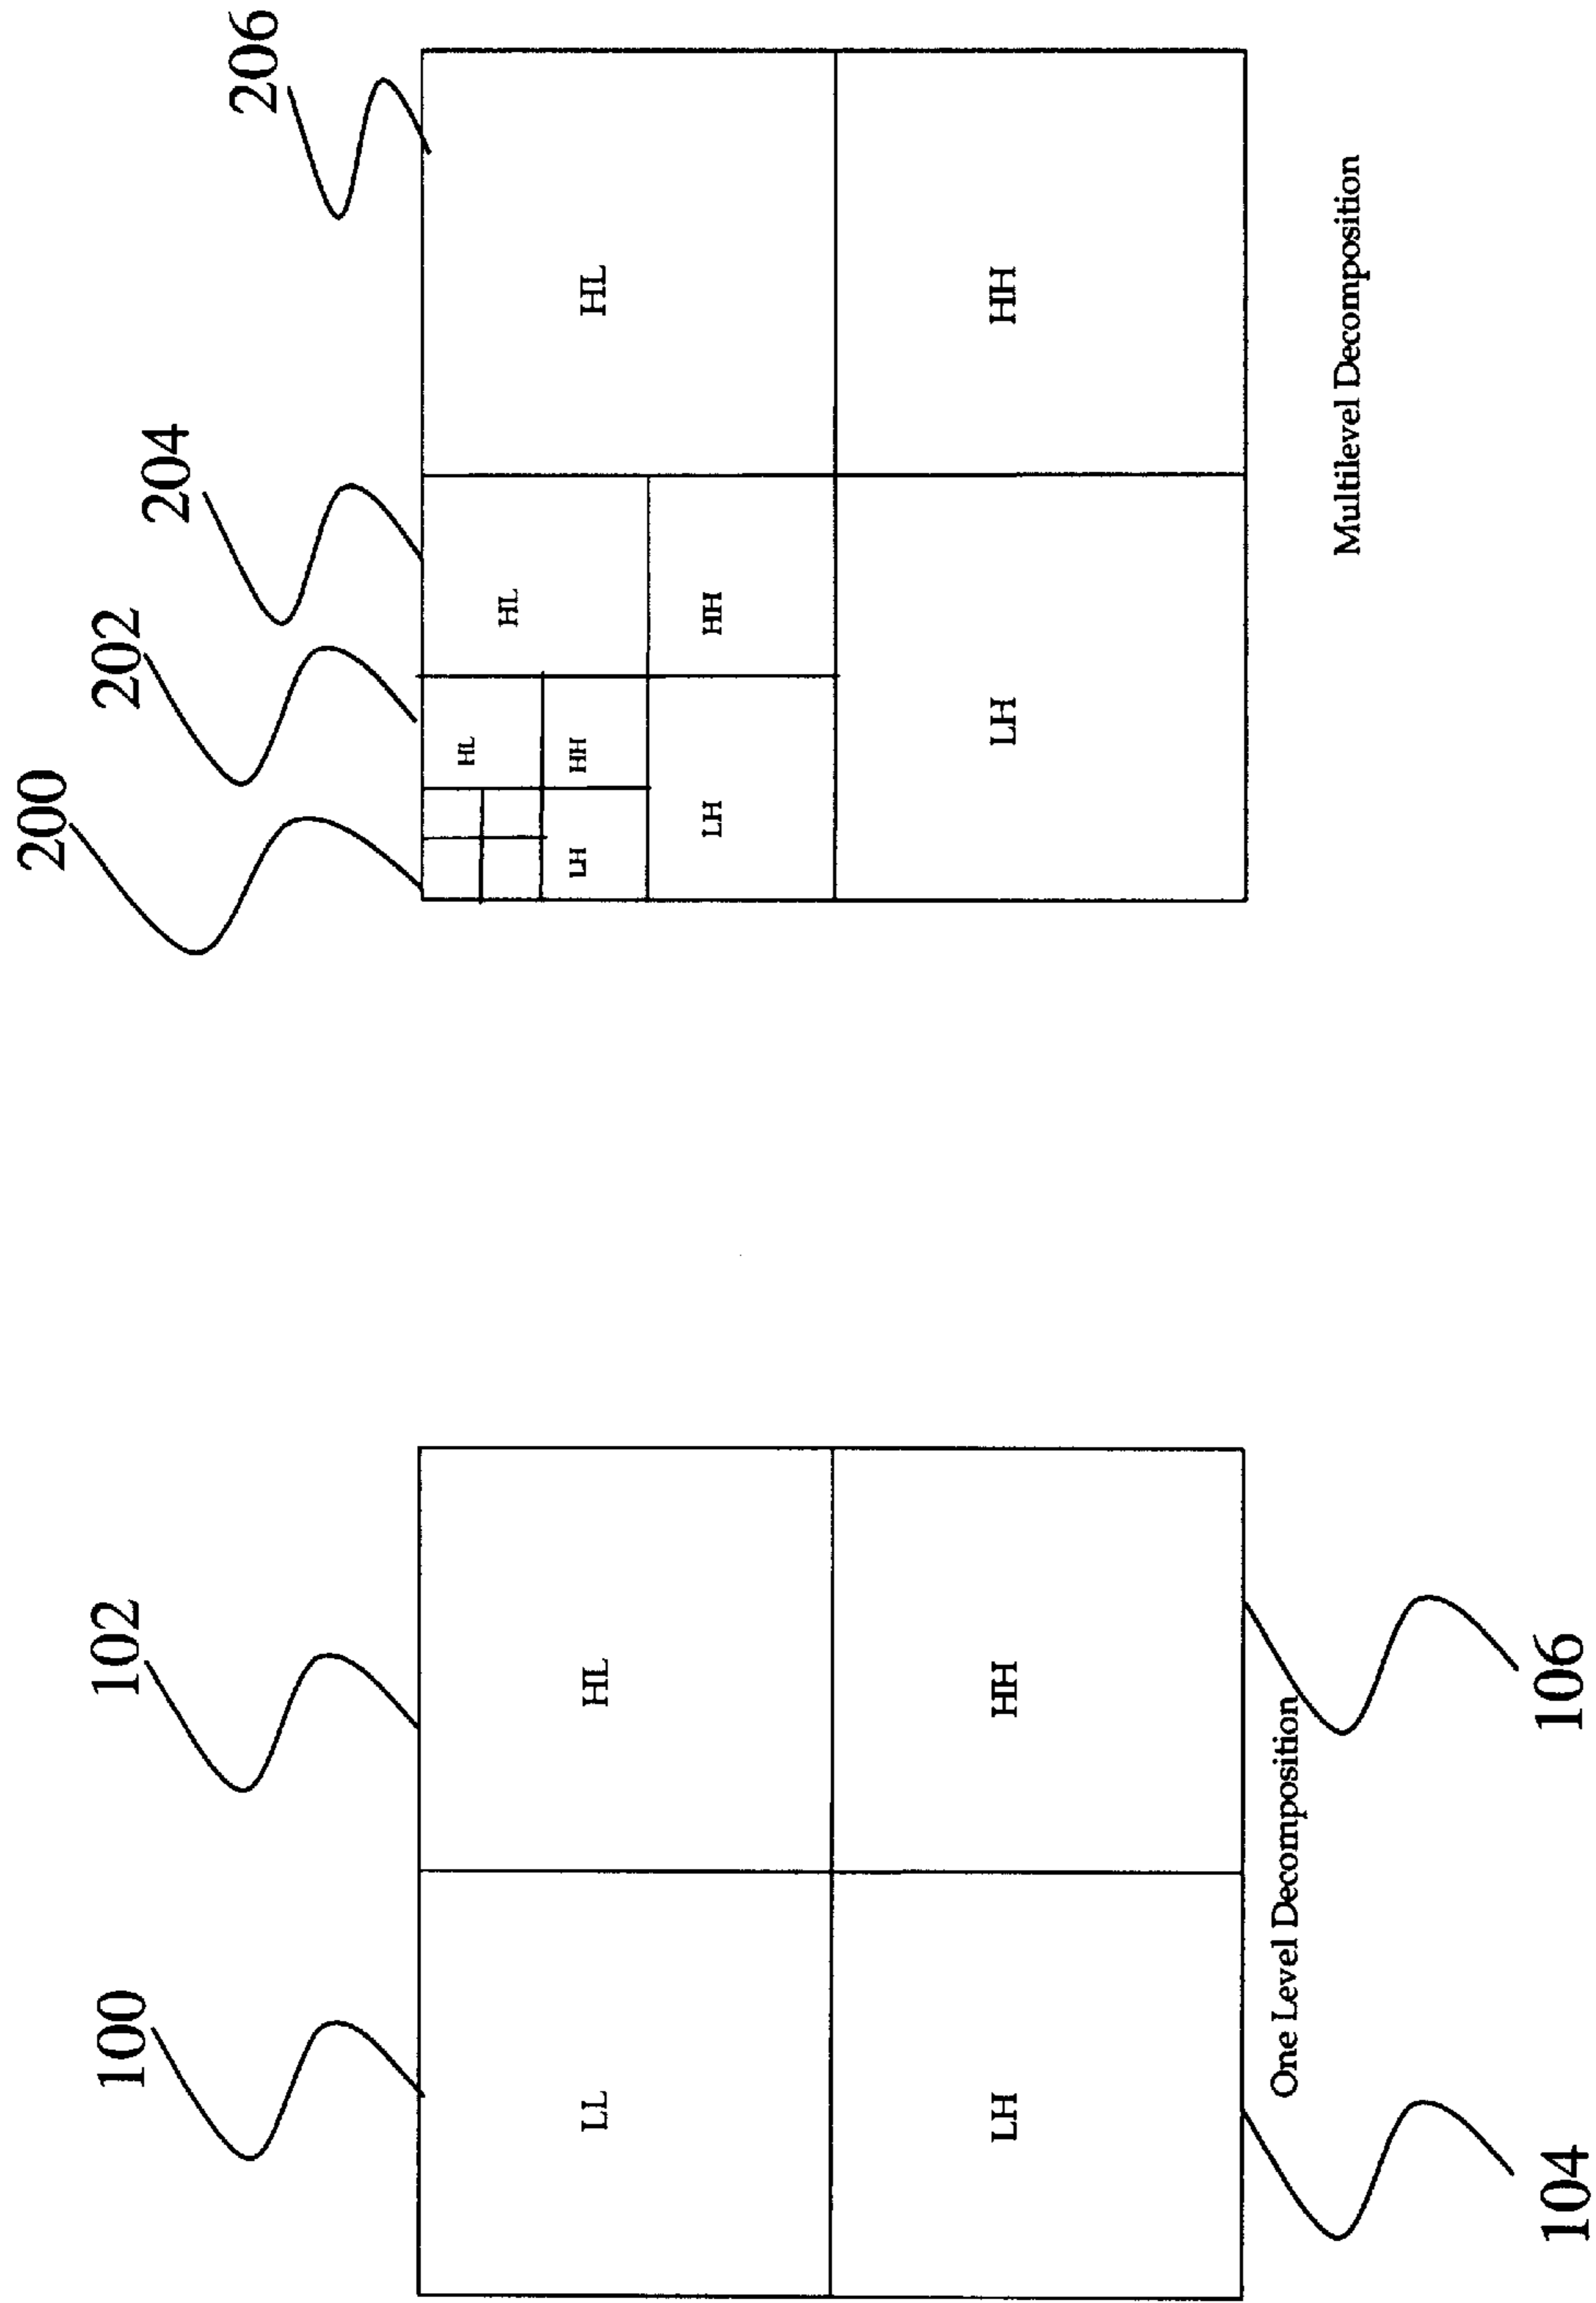 100
102
LL
HL
LH
HH
One Level Decomposition
104
106
200
202
204
206
HL
HL
HL
HH
LH
HH
LH
LH
HH
Multilevel Decomposition